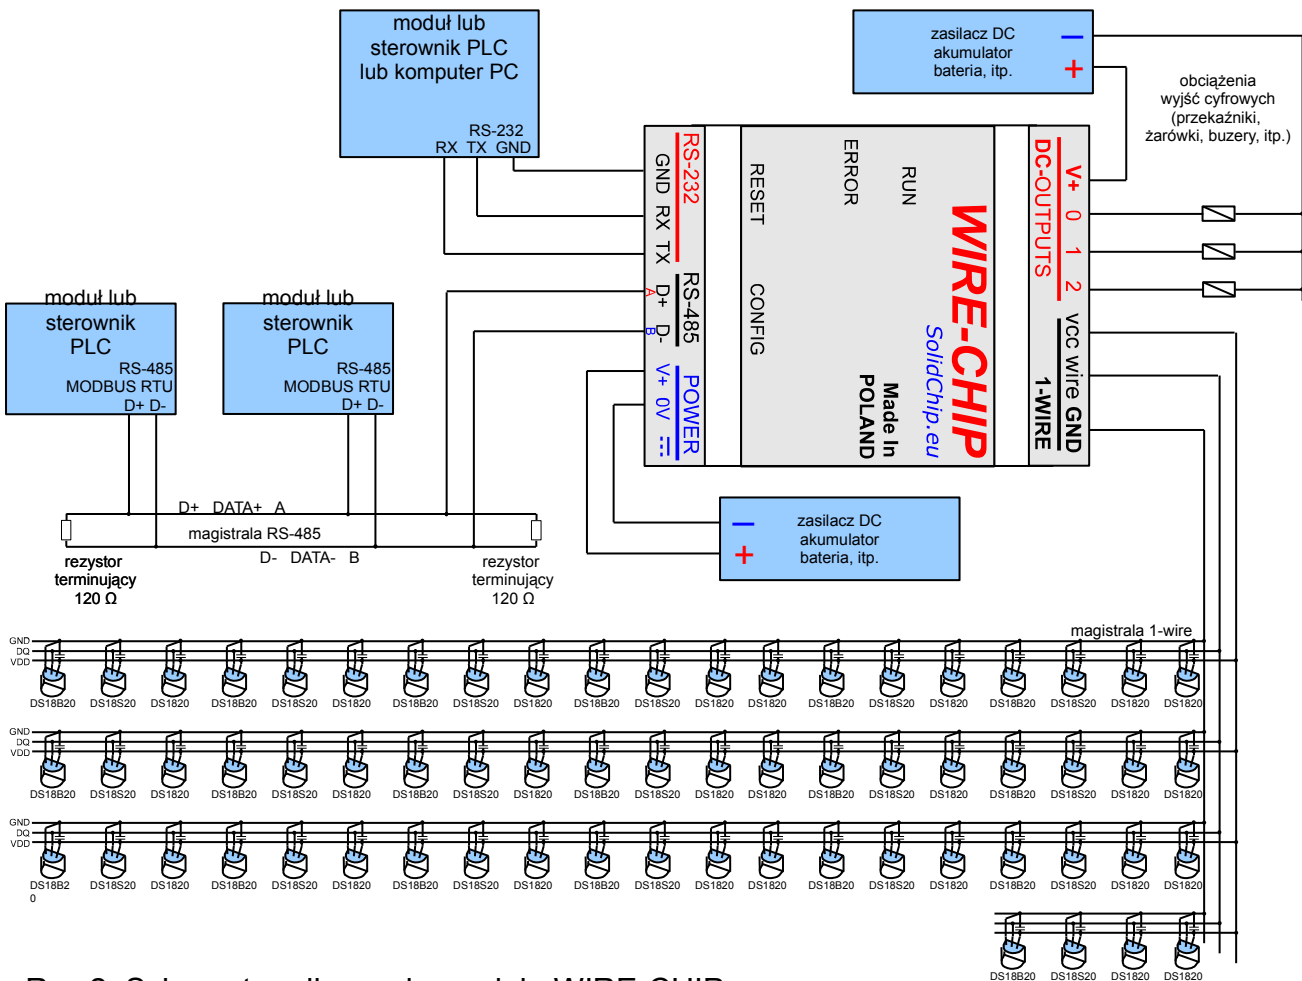 moduł lub
sterownik PLC
lub komputer PC
RS-232
RX TX GND
zasilacz DC
akumulator
bateria, itp.
obciążenia
wyjść cyfrowych
(przekaźniki,
żarówki, buzery, itp.)
RS-232
GND RX TX
RS-485
D+ D-
A B
POWER
V+ 0V
RESET
CONFIG
ERROR
RUN
Made In
POLAND
SolidChip.eu
WIRE-CHIP
DC-OUTPUTS
V+ 0 1 2
1-WIRE
vcc wire GND
moduł lub
sterownik
PLC
RS-485
MODBUS RTU
D+ D-
moduł lub
sterownik
PLC
RS-485
MODBUS RTU
D+ D-
D+ DATA+ A
magistrala RS-485
D- DATA- B
rezystor
terminujący
120 Ω
rezystor
terminujący
120 Ω
zasilacz DC
akumulator
bateria, itp.
magistrala 1-wire
GND
DQ
VDD
DS18B20 DS18S20 DS1820 DS18B20 DS18S20 DS1820 DS18B20 DS18S20 DS1820 DS18B20 DS18S20 DS1820 DS1820 DS18B20 DS18S20 DS1820 DS18B20 DS18S20 DS1820 DS1820
GND
DQ
VDD
DS18B20 DS18S20 DS1820 DS18B20 DS18S20 DS1820 DS18B20 DS18S20 DS1820 DS18B20 DS18S20 DS1820 DS1820 DS18B20 DS18S20 DS1820 DS18B20 DS18S20 DS1820 DS1820
GND
DQ
VDD
DS18B2
0
DS18S20 DS1820 DS18B20 DS18S20 DS1820 DS18B20 DS18S20 DS1820 DS18B20 DS18S20 DS1820 DS1820 DS18B20 DS18S20 DS1820 DS18B20 DS18S20 DS1820 DS1820
DS18B20 DS18S20 DS1820 DS1820